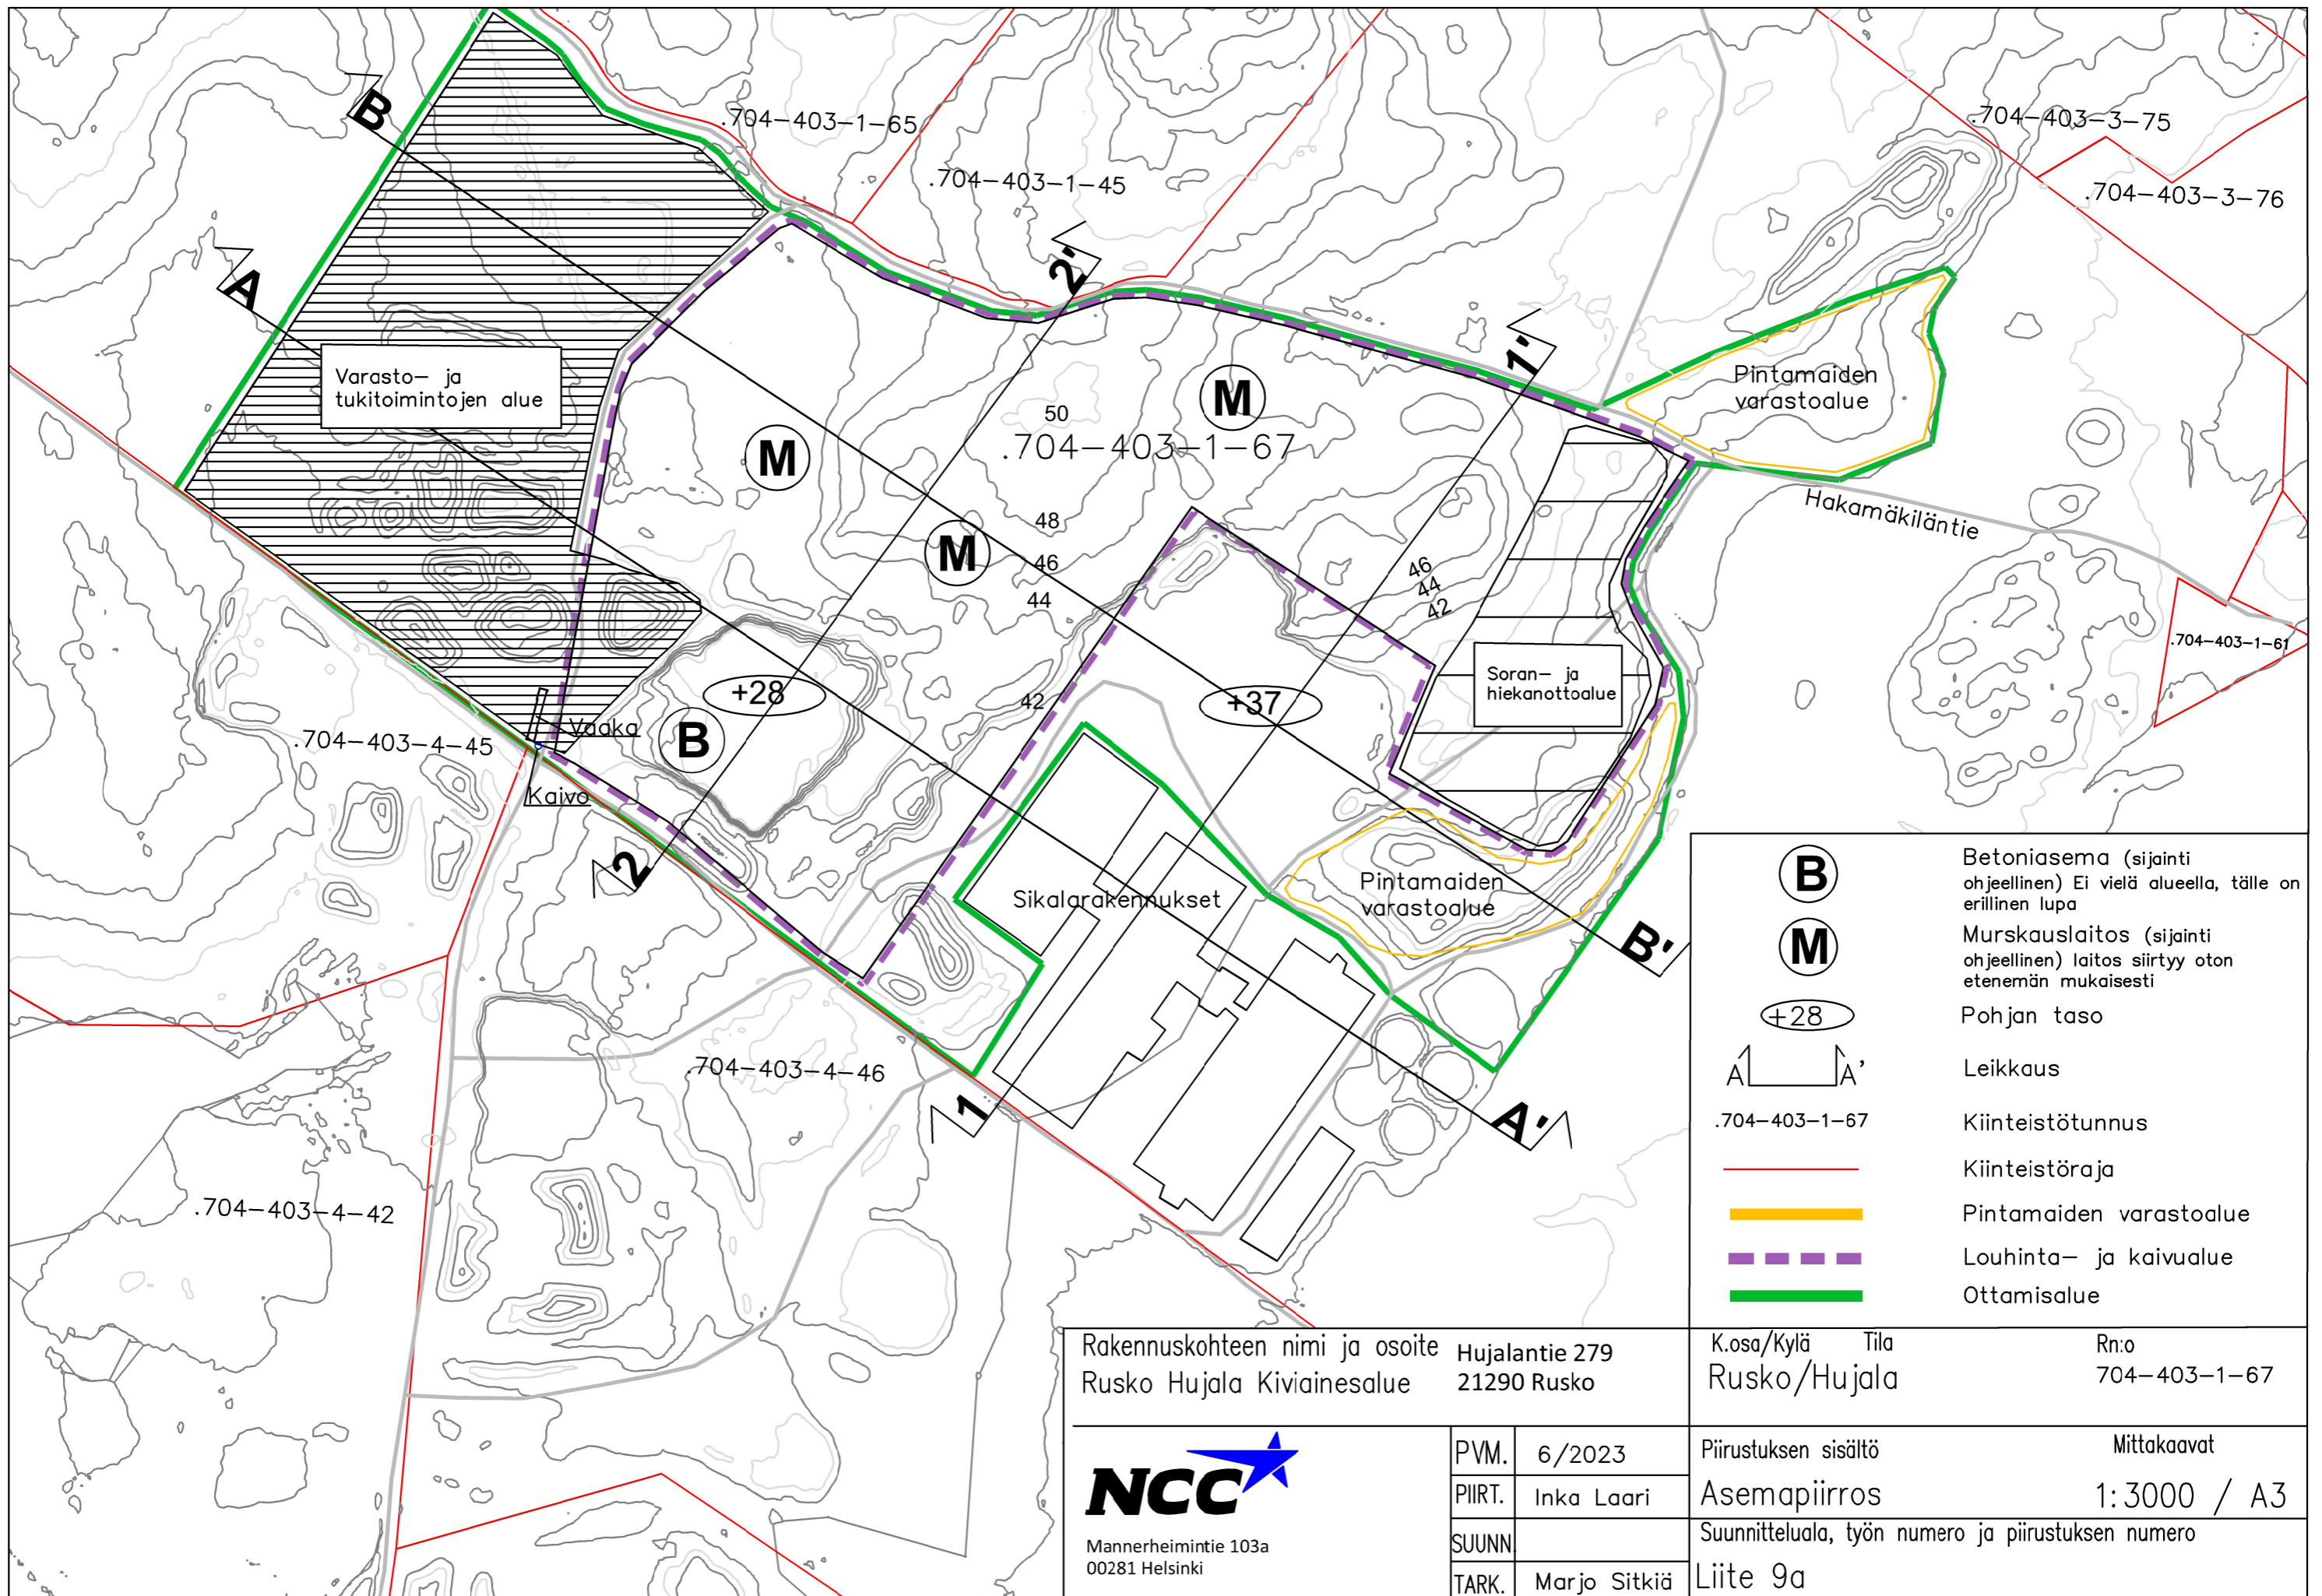 B
.704-403-1-65
.704-403-3-75
.704-403-1-45
.704-403-3-76
A
2'
1'
Varasto- ja
tukitoimintojen alue
M
50
M
.704-403-1-67
Pintamaiden
varastoalue
Hakamäkiläntie
48
M
46
44
46
44
42
.704-403-1-61
Soran- ja
hiekanottoalue
+28
42
+37
Vaaka
B
.704-403-4-45
Kaivo
2
Sikalarakennukset
Pintamaiden
varastoalue
B'
.704-403-4-46
1
A'
.704-403-4-42
B
Betoniasema (sijainti
ohjeellinen) Ei vielä alueella, tälle on
erillinen lupa
M
Murskauslaitos (sijainti
ohjeellinen) laitos siirtyy oton
etenemän mukaisesti
+28
Pohjan taso
A A'
Leikkaus
.704-403-1-67
Kiinteistötunnus
Kiinteistöraja
Pintamaiden varastoalue
Louhinta- ja kaivualue
Ottamisalue
Rakennuskohteen nimi ja osoite
Rusko Hujala Kiviainesalue
Hujalantie 279
21290 Rusko
K.osa/Kylä Tila Rn:o
Rusko/Hujala 704-403-1-67
NCC
Mannerheimintie 103a
00281 Helsinki
PVM. 6/2023
PIIRT. Inka Laari
SUUNN.
TARK. Marjo Sitkiä
Piirustuksen sisältö Mittakaavat
Asemapiirros 1:3000 / A3
Suunnitteluala, työn numero ja piirustuksen numero
Liite 9a